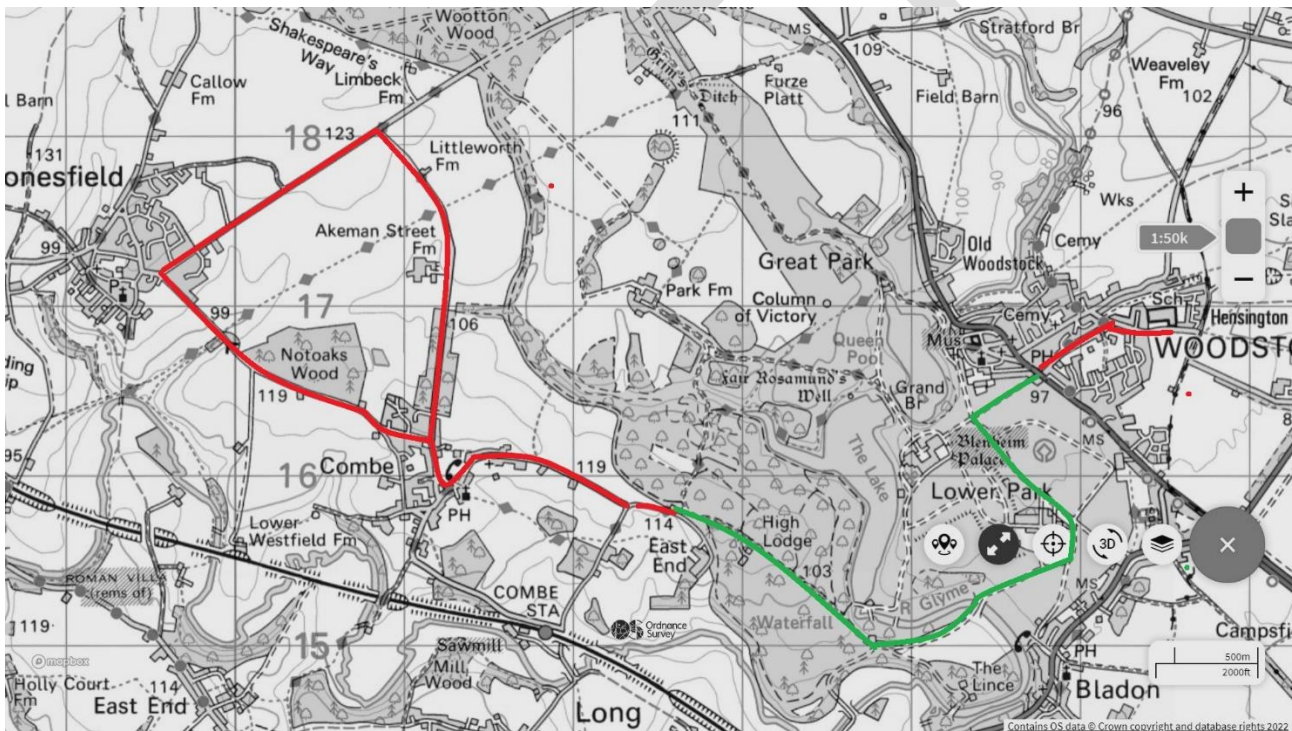 Wootton
Wood
Shakespeare's
Way
Limbeck
Fm
Callow
Fm
l Barn
131
18
123
Littleworth
Fm
onesfield
99
P
Akeman Street
Fm
99
17
106
Notoaks
Wood
119
Combe
16
PH
119
114
East
End
95
Lower
Westfield Fm
ROMAN VILLA
(rems of)
COMBE
STA
119
15
Sawmill
Mill
Wood
Holly Court
Fm
114
East End
Long
mapbox
Ordnance
Survey
Grim's
Ditch
111
MS
Furze
Platt
109
Stratford Br
Field Barn
Weaveley
Fm
102
96
100
90
80
Wks
Cemy
Old
Woodstock
Great Park
Park Fm
Column
of Victory
Queen
Pool
Mus
Cemy
PH
Sch
Hensington
WOODSTO
Fair Rosamund's
Well
Grand
Br
97
MS
The Lake
Blenheim
Palace
Lower Park
High
Lodge
103
Waterfall
R Glyme
MS
PH
The
Lince
Bladon
Campsfi
+
1:50k
−
3D
×
500m
2000ft
Contains OS data © Crown copyright and database rights 2022